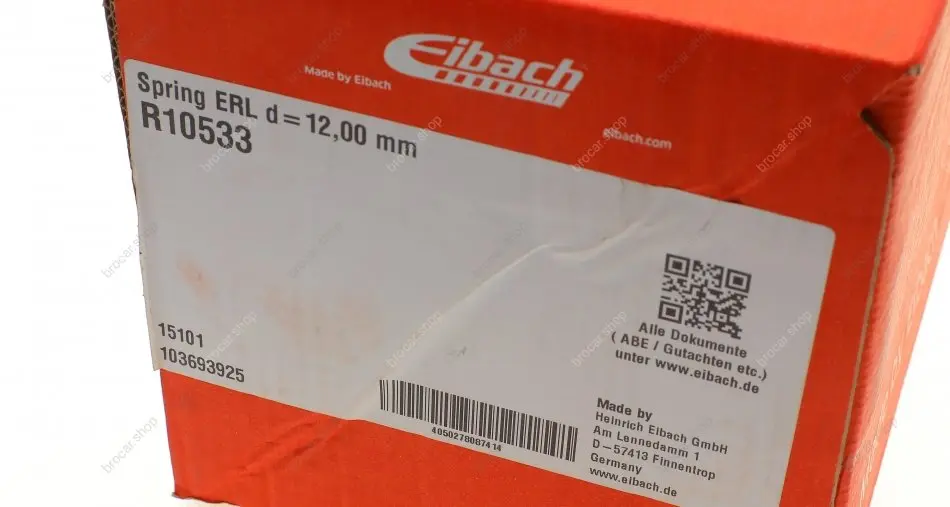 Eibach
Made by Eibach
eibach.com
Spring ERL d=12,00 mm
R10533
Alle Dokumente
( ABE / Gutachten etc.)
unter www.eibach.de
15101
103693925
4050278087414
Made by
Heinrich Eibach GmbH
Am Lennedamm 1
D-57413 Finnentrop
Germany
www.eibach.de
brocar.shop